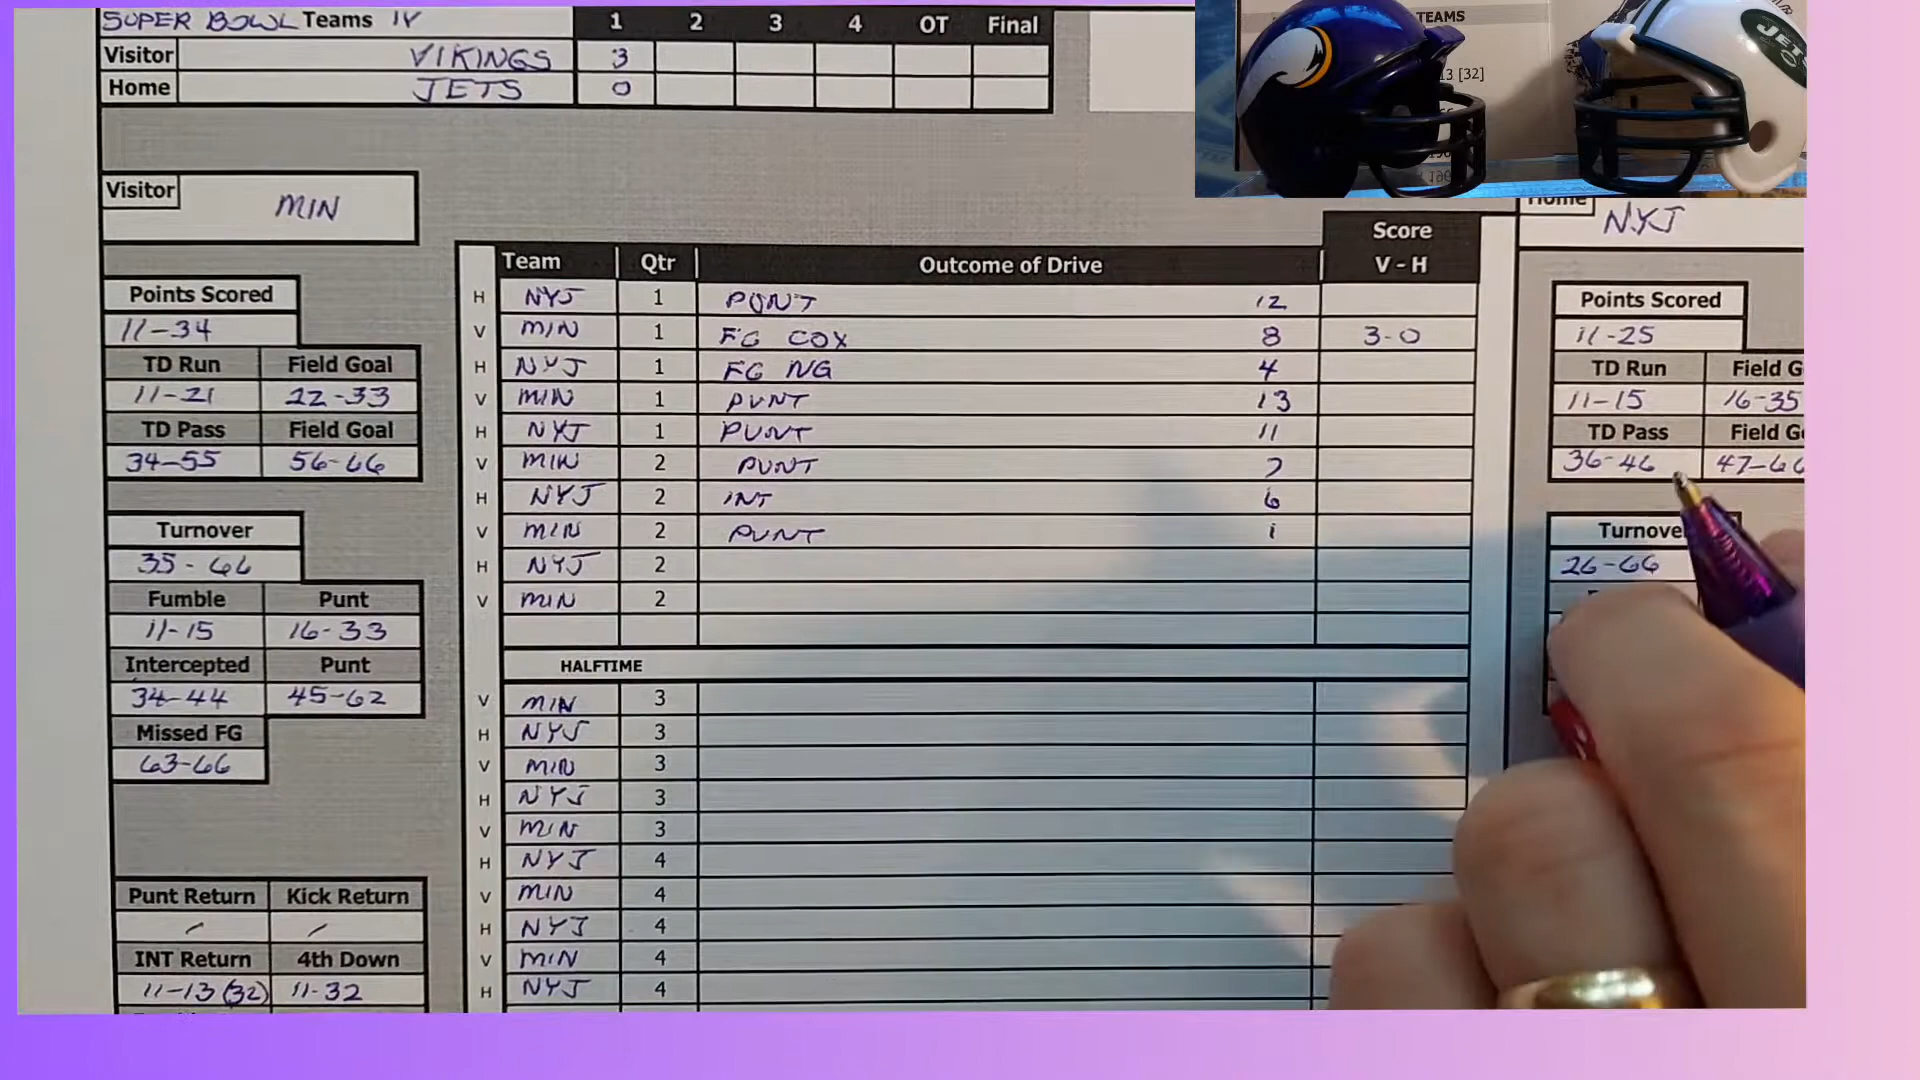 SUPER BOWL Teams IV 1 2 3 4 OT Final
Visitor VIKINGS 3
Home JETS 0
TEAMS
13 [32]
JETS
Visitor MIN
Home NYJ
Points Scored
11-34
TD Run Field Goal
11-21 22-33
TD Pass Field Goal
34-55 56-66
Turnover
35-66
Fumble Punt
11-15 16-33
Intercepted Punt
34-44 45-62
Missed FG
63-66
Punt Return Kick Return
- -
INT Return 4th Down
11-13 (32) 11-32
Team Qtr Outcome of Drive Score V - H
H NYJ 1 PUNT 12
V MIN 1 FG COX 8 3-0
H NYJ 1 FG NG 4
V MIN 1 PUNT 13
H NYJ 1 PUNT 11
V MIN 2 PUNT 7
H NYJ 2 INT 6
V MIN 2 PUNT 1
H NYJ 2
V MIN 2
HALFTIME
V MIN 3
H NYJ 3
V MIN 3
H NYJ 3
V MIN 3
H NYJ 4
V MIN 4
H NYJ 4
V MIN 4
H NYJ 4
Points Scored
11-25
TD Run Field G
11-15 16-35
TD Pass Field G
36-46 47-66
Turnove
26-66